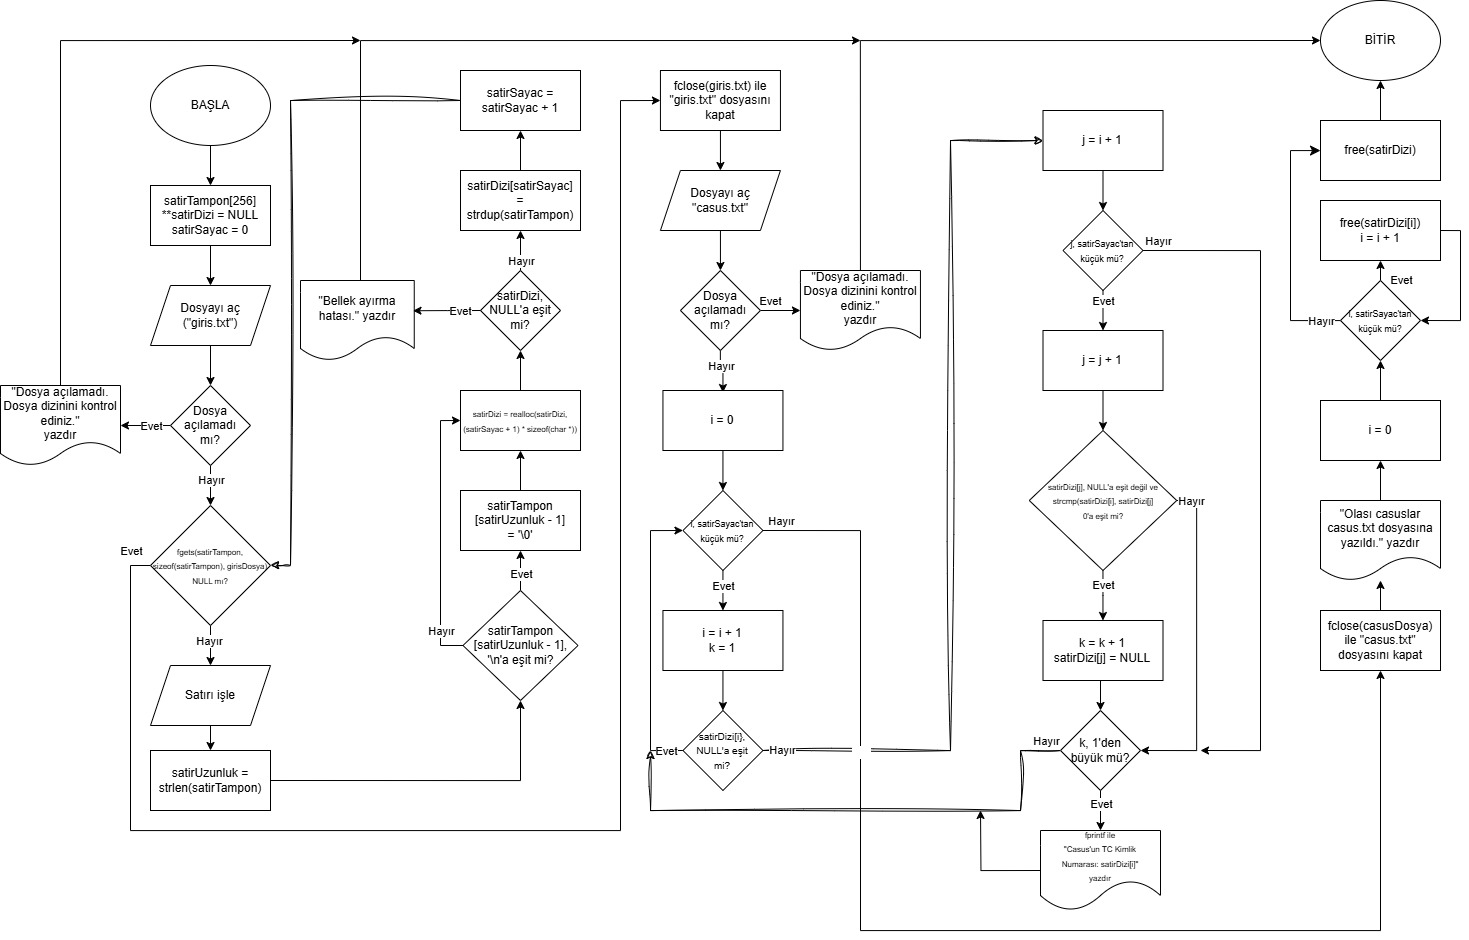 BAŞLA
satirTampon[256]
**satirDizi = NULL
satirSayac = 0
Dosyayı aç
("giris.txt")
Dosya
açılamadı
mı?
Evet
"Dosya açılamadı.
Dosya dizinini kontrol
ediniz."
yazdır
Hayır
fgets(satirTampon,
sizeof(satirTampon), girisDosya)
NULL mı?
Evet
Hayır
Satırı işle
satirUzunluk =
strlen(satirTampon)
satirSayac =
satirSayac + 1
satirDizi[satirSayac]
=
strdup(satirTampon)
Hayır
satirDizi,
NULL'a eşit
mi?
Evet
"Bellek ayırma
hatası." yazdır
satirDizi = realloc(satirDizi,
(satirSayac + 1) * sizeof(char *))
satirTampon
[satirUzunluk - 1]
= '\0'
Evet
satirTampon
[satirUzunluk - 1],
'\n'a eşit mi?
Hayır
fclose(giris.txt) ile
"giris.txt" dosyasını
kapat
Dosyayı aç
"casus.txt"
Dosya
açılamadı
mı?
Evet
"Dosya açılamadı.
Dosya dizinini kontrol
ediniz."
yazdır
Hayır
i = 0
i, satirSayac'tan
küçük mü?
Hayır
Evet
i = i + 1
k = 1
satirDizi[i},
NULL'a eşit
mi?
Evet
Hayır
j = i + 1
j, satirSayac'tan
küçük mü?
Hayır
Evet
j = j + 1
satirDizi[j], NULL'a eşit değil ve
strcmp(satirDizi[i], satirDizi[j]
0'a eşit mi?
Hayır
Evet
k = k + 1
satirDizi[j] = NULL
k, 1'den
büyük mü?
Hayır
Evet
fprintf ile
"Casus'un TC Kimlik
Numarası: satirDizi[i]"
yazdır
BİTİR
free(satirDizi)
free(satirDizi[i])
i = i + 1
Evet
i, satirSayac'tan
küçük mü?
Hayır
i = 0
"Olası casuslar
casus.txt dosyasına
yazıldı." yazdır
fclose(casusDosya)
ile "casus.txt"
dosyasını kapat